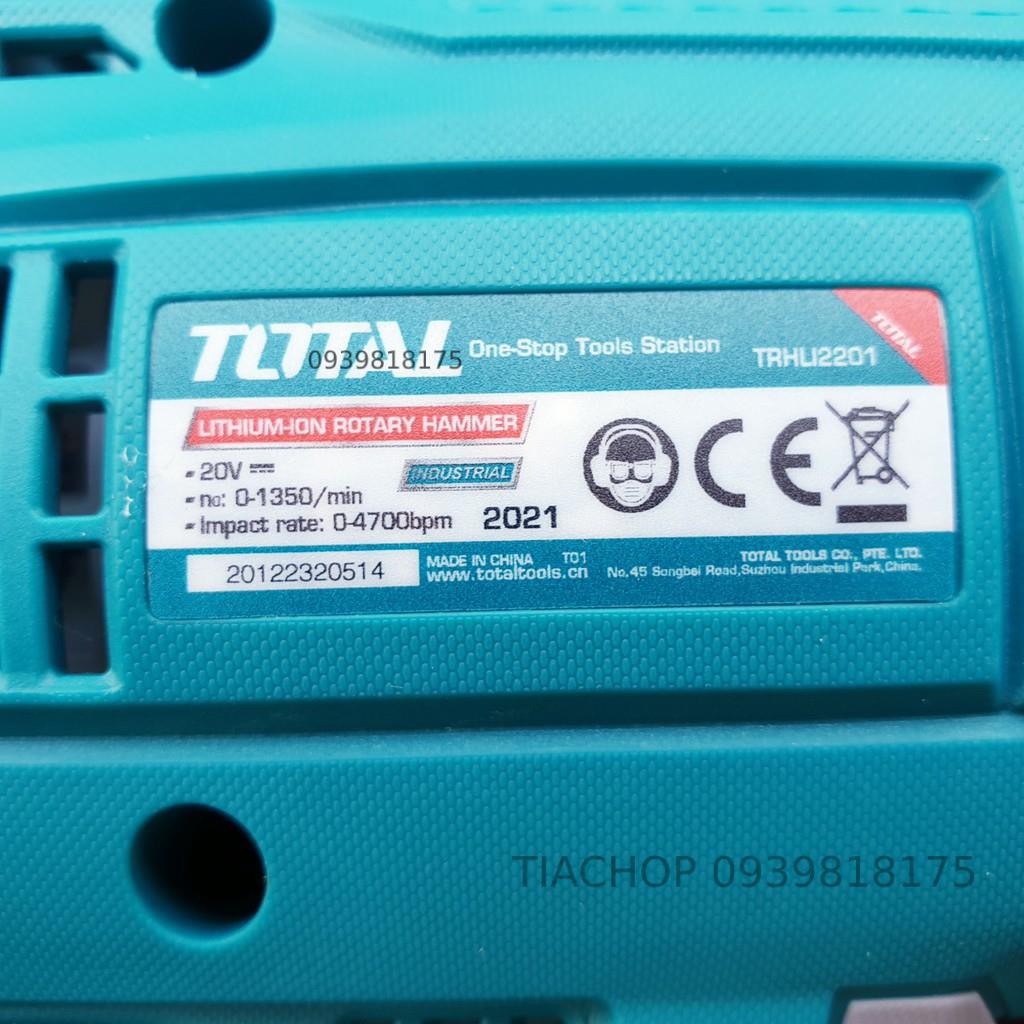 TOTAL One-Stop Tools Station TRHLI2201
TOTAL
0939818175
LITHIUM-ION ROTARY HAMMER
- 20V ⎓ INDUSTRIAL
- no: 0-1350/min
- Impact rate: 0-4700bpm 2021
20122320514
MADE IN CHINA T01
www.totaltools.cn
TOTAL TOOLS CO., PTE. LTD.
No.45 Songbei Road,Suzhou Industrial Park,China.
TIACHOP 0939818175